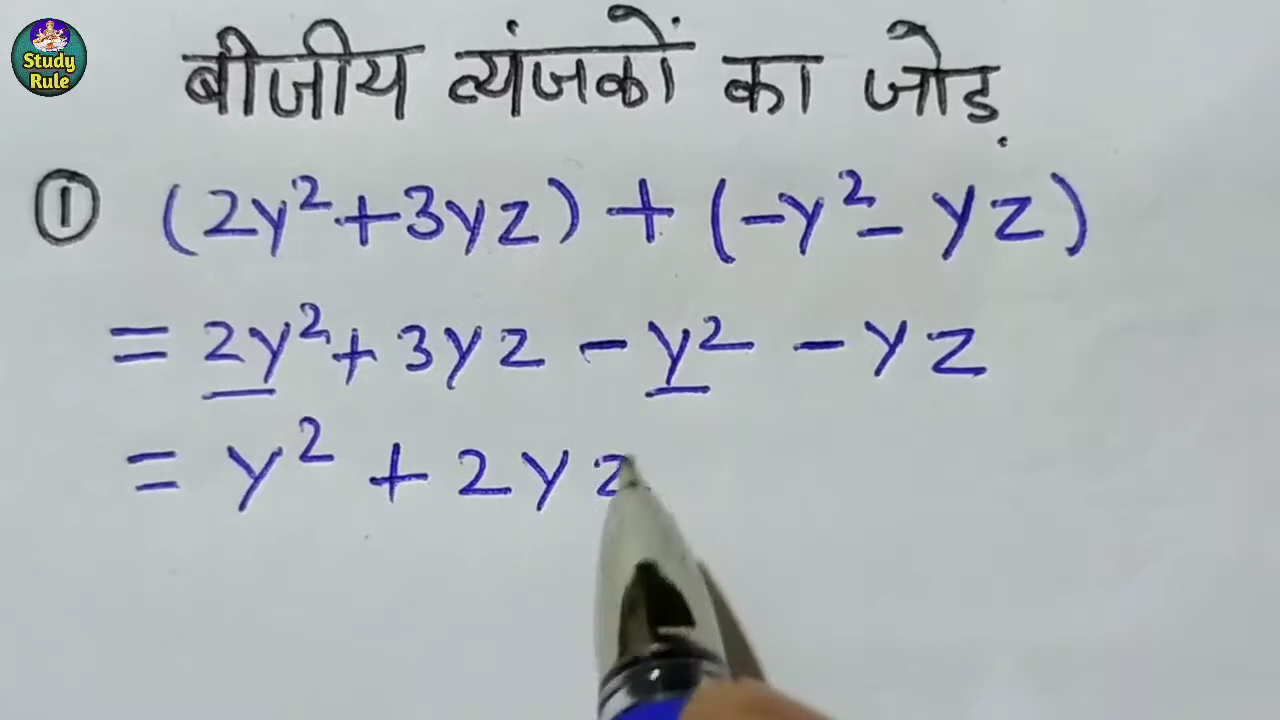 Study
Rule
बीजीय व्यंजकों का जोड़
① (2y²+3yz) + (-y² - yz)
= 2y² + 3yz - y² - yz
= y² + 2yz